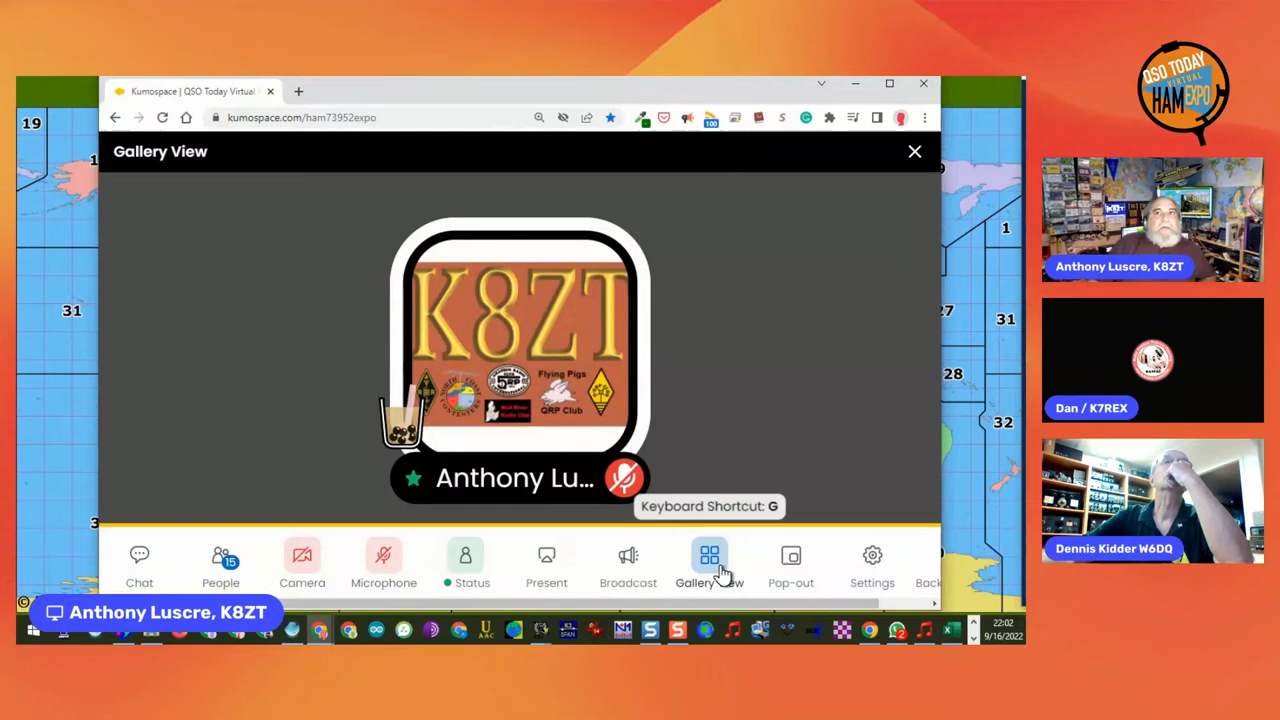 QSO TODAY
VIRTUAL
HAM EXPO
Kumospace | QSO Today Virtual
kumospace.com/ham73952expo
100
Gallery View
19
31
1
31
28
32
K8ZT
Flying Pigs
QRP Club
Anthony Lu...
Keyboard Shortcut: G
Chat
15
People
Camera
Microphone
Status
Present
Broadcast
Gallery View
Pop-out
Settings
Back
Anthony Luscre, K8ZT
22:02
9/16/2022
Anthony Luscre, K8ZT
Dan / K7REX
Dennis Kidder W6DQ